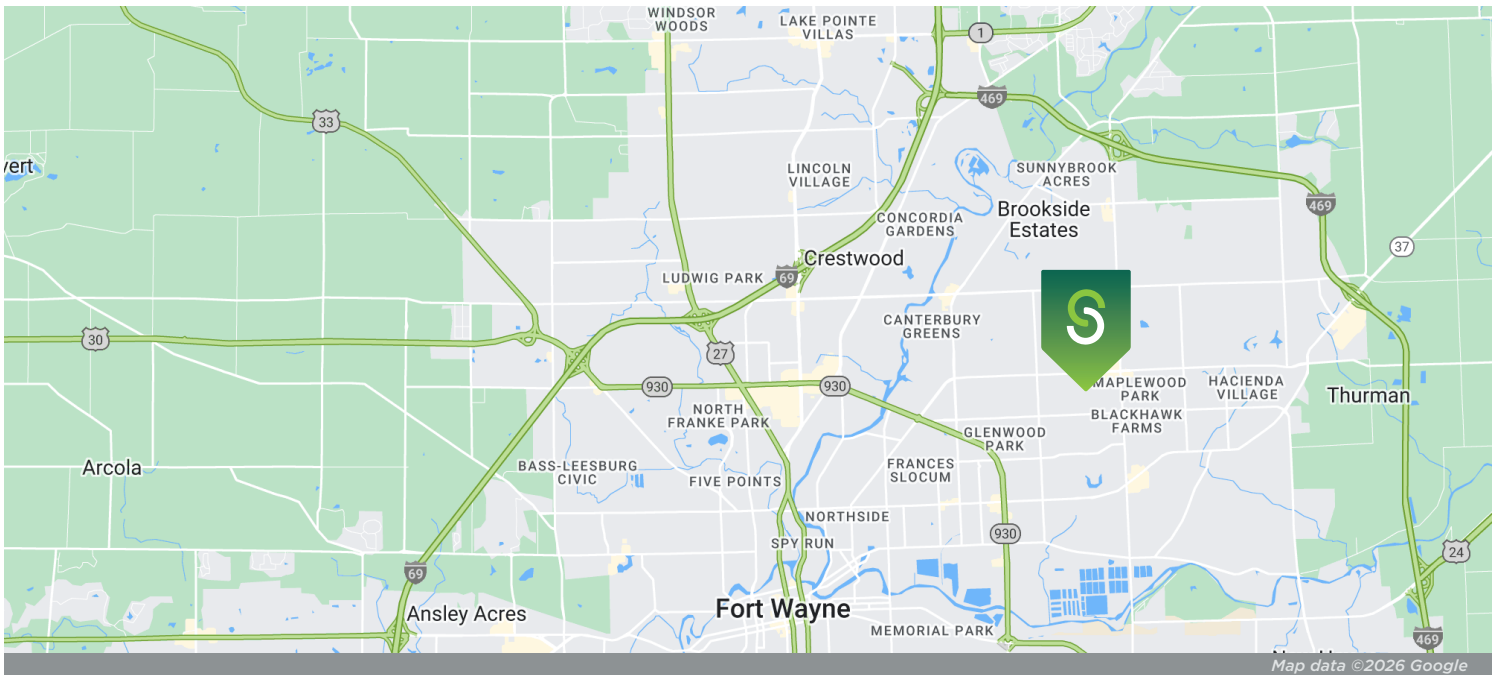 WINDSOR
WOODS
LAKE POINTE
VILLAS
1
469
33
vert
LINCOLN
VILLAGE
SUNNYBROOK
ACRES
469
Brookside
Estates
CONCORDIA
GARDENS
37
Crestwood
LUDWIG PARK
69
CANTERBURY
GREENS
30
27
930
930
MAPLEWOOD
PARK
HACIENDA
VILLAGE
Thurman
NORTH
FRANKE PARK
BLACKHAWK
FARMS
GLENWOOD
PARK
Arcola
BASS-LEESBURG
CIVIC
FIVE POINTS
FRANCES
SLOCUM
NORTHSIDE
930
SPY RUN
24
69
Ansley Acres
Fort Wayne
MEMORIAL PARK
469
Map data ©2026 Google